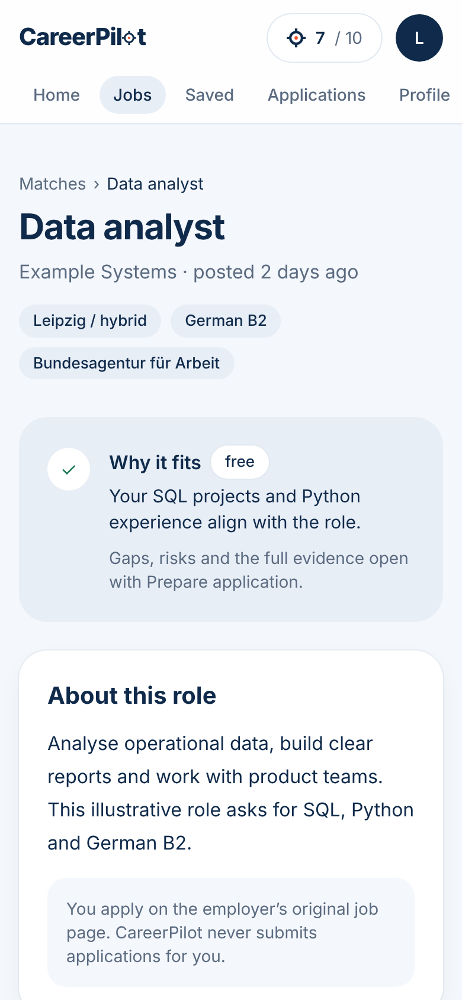 CareerPilot
7 / 10
L
Home Jobs Saved Applications Profile
Matches › Data analyst
Data analyst
Example Systems · posted 2 days ago
Leipzig / hybrid German B2
Bundesagentur für Arbeit
Why it fits free
Your SQL projects and Python
experience align with the role.
Gaps, risks and the full evidence open
with Prepare application.
About this role
Analyse operational data, build clear
reports and work with product teams.
This illustrative role asks for SQL, Python
and German B2.
You apply on the employer’s original job
page. CareerPilot never submits
applications for you.